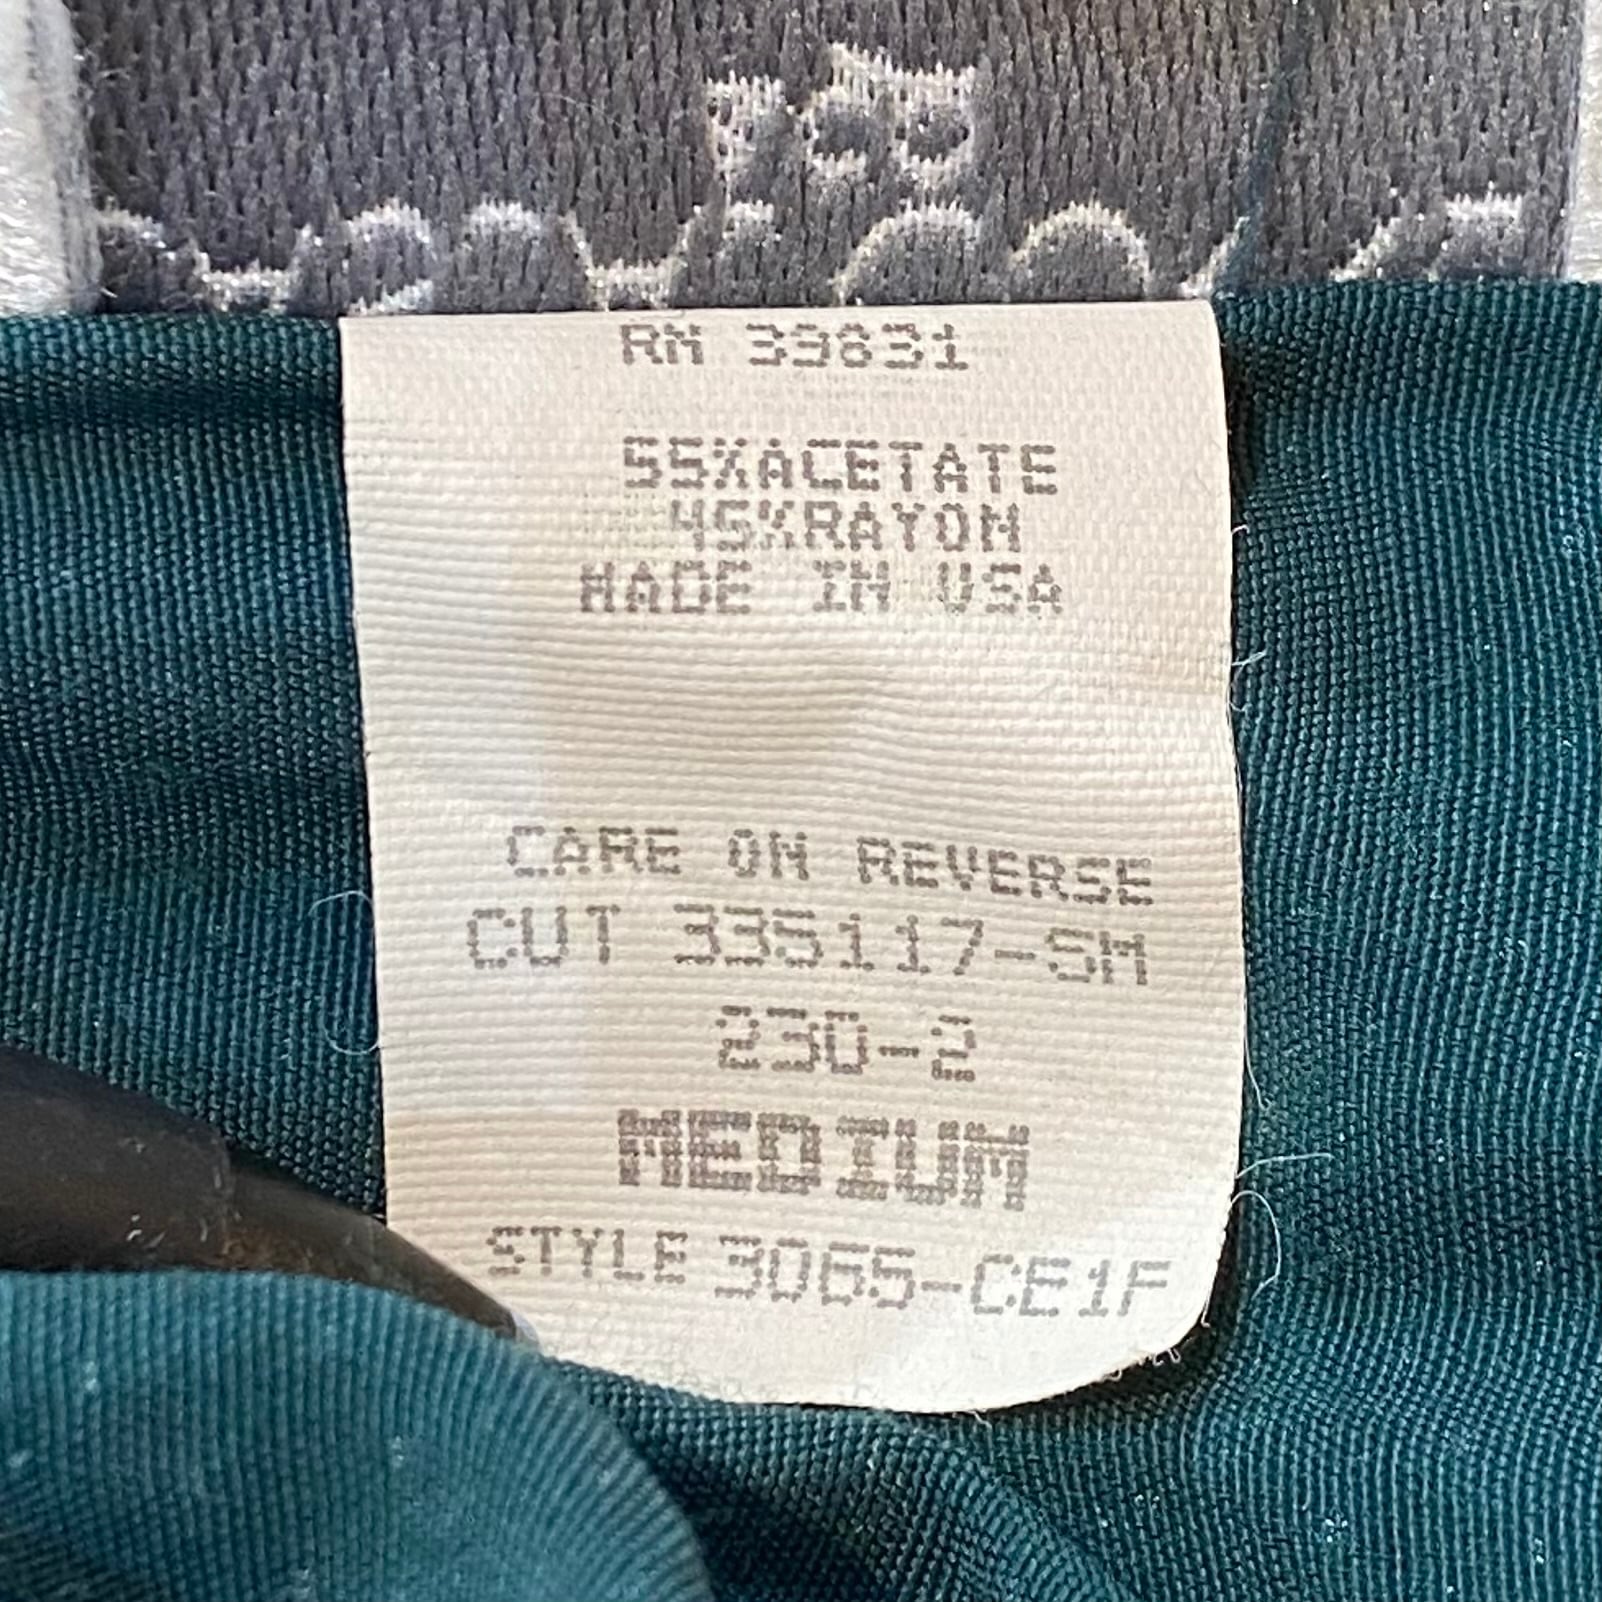 RN 39631
55%ACETATE
45%RAYON
MADE IN USA
CARE ON REVERSE
CUT 335117-SM
230-2
MEDIUM
STYLE 3065-CE1F